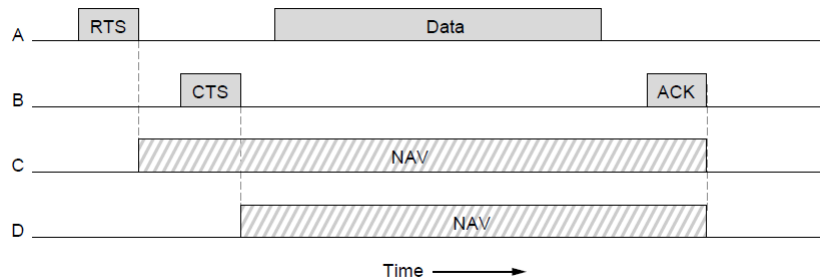 A RTS Data
B CTS ACK
C NAV
D NAV
Time